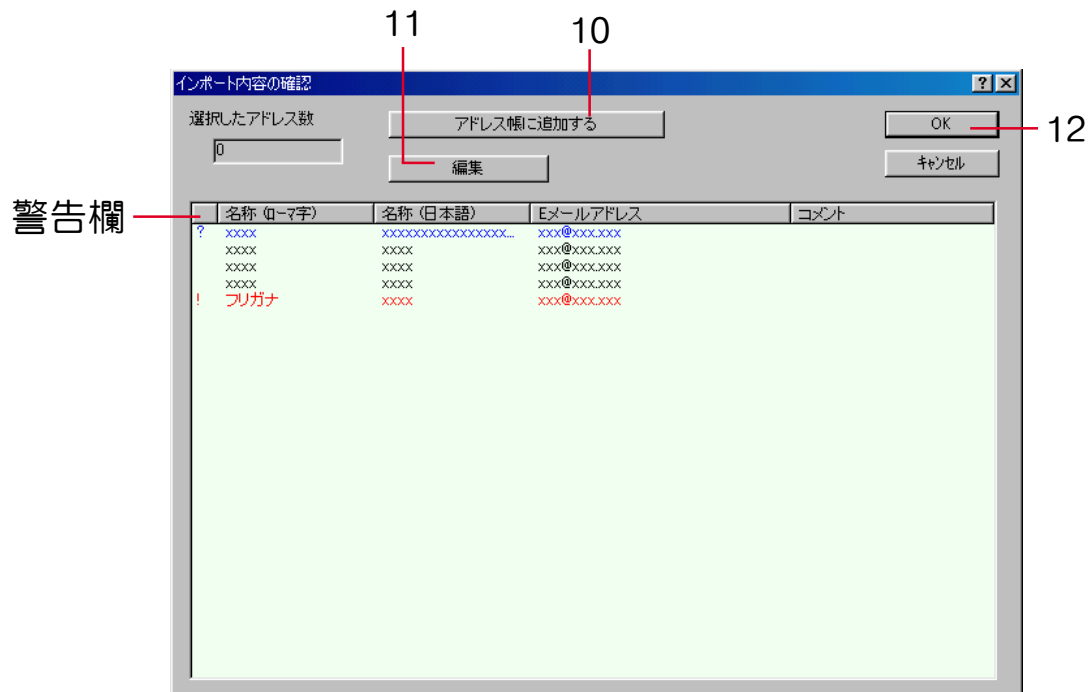 11
10
インポート内容の確認
選択したアドレス数
アドレス帳に追加する
OK
12
0
編集
キャンセル
警告欄
名称 (ローマ字) 名称 (日本語) Eメールアドレス コメント
? xxxx xxxxxxxxxxxxxxxx... xxx@xxx.xxx
xxxx xxxx xxx@xxx.xxx
xxxx xxxx xxx@xxx.xxx
xxxx xxxx xxx@xxx.xxx
! フリガナ xxxx xxx@xxx.xxx